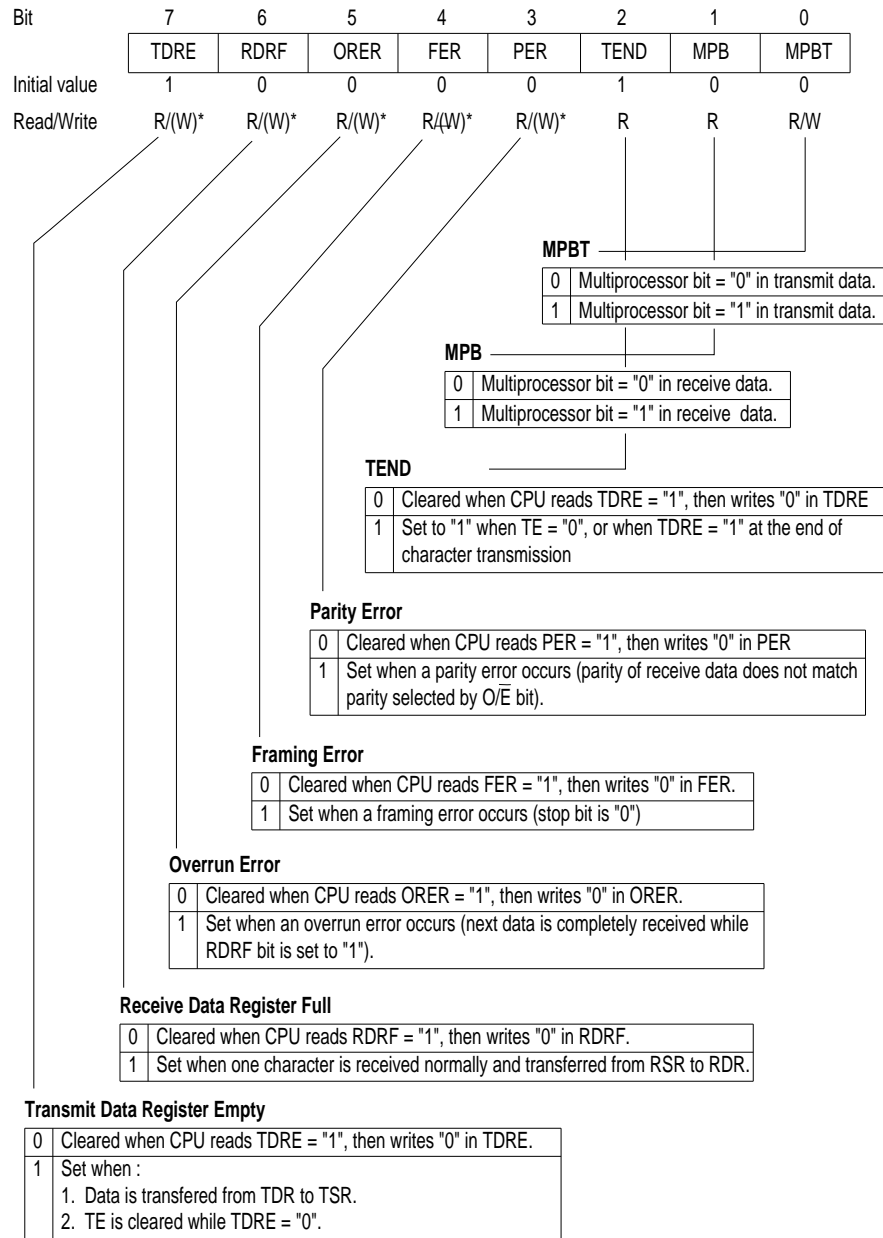 Bit 7 6 5 4 3 2 1 0
TDRE RDRF ORER FER PER TEND MPB MPBT
Initial value 1 0 0 0 0 1 0 0
Read/Write R/(W)* R/(W)* R/(W)* R/(W)* R/(W)* R R R/W
MPBT
0 Multiprocessor bit = "0" in transmit data.
1 Multiprocessor bit = "1" in transmit data.
MPB
0 Multiprocessor bit = "0" in receive data.
1 Multiprocessor bit = "1" in receive data.
TEND
0 Cleared when CPU reads TDRE = "1", then writes "0" in TDRE
1 Set to "1" when TE = "0", or when TDRE = "1" at the end of
character transmission
Parity Error
0 Cleared when CPU reads PER = "1", then writes "0" in PER
1 Set when a parity error occurs (parity of receive data does not match
parity selected by O/E̅ bit).
Framing Error
0 Cleared when CPU reads FER = "1", then writes "0" in FER.
1 Set when a framing error occurs (stop bit is "0")
Overrun Error
0 Cleared when CPU reads ORER = "1", then writes "0" in ORER.
1 Set when an overrun error occurs (next data is completely received while
RDRF bit is set to "1").
Receive Data Register Full
0 Cleared when CPU reads RDRF = "1", then writes "0" in RDRF.
1 Set when one character is received normally and transferred from RSR to RDR.
Transmit Data Register Empty
0 Cleared when CPU reads TDRE = "1", then writes "0" in TDRE.
1 Set when :
1. Data is transfered from TDR to TSR.
2. TE is cleared while TDRE = "0".